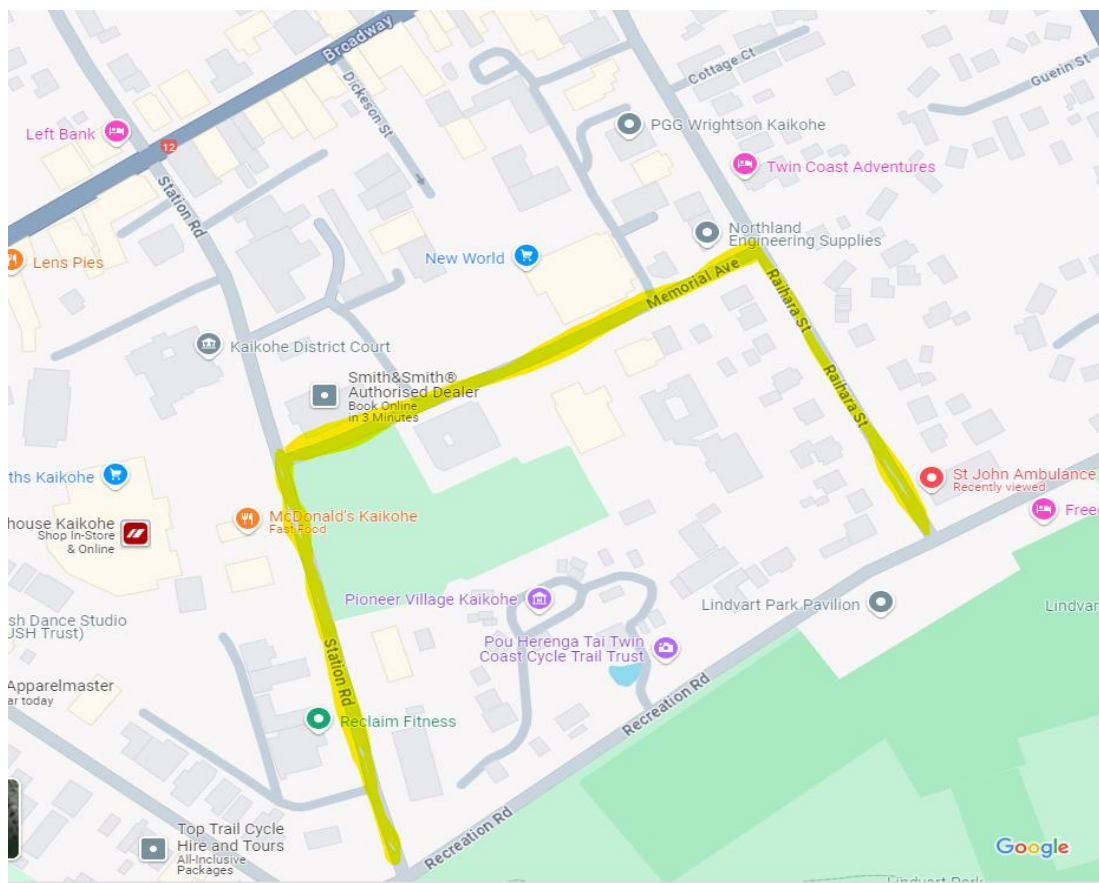 Broadway
Dickeson St
Cottage Ct
Guerin St
Left Bank
12
PGG Wrightson Kaikohe
Twin Coast Adventures
Station Rd
Northland
Engineering Supplies
Lens Pies
New World
Memorial Ave
Raihara St
Kaikohe District Court
Smith&Smith®
Authorised Dealer
Book Online
in 3 Minutes
Raihara St
ths Kaikohe
St John Ambulance
Recently viewed
McDonald's Kaikohe
Fast Food
house Kaikohe
Shop In-Store
& Online
Freed
Pioneer Village Kaikohe
Lindvart Park Pavilion
Lindvar
sh Dance Studio
USH Trust)
Pou Herenga Tai Twin
Coast Cycle Trail Trust
Station Rd
Apparelmaster
ar today
Recreation Rd
Reclaim Fitness
Recreation Rd
Top Trail Cycle
Hire and Tours
All-Inclusive
Packages
Google
Lindvart Park